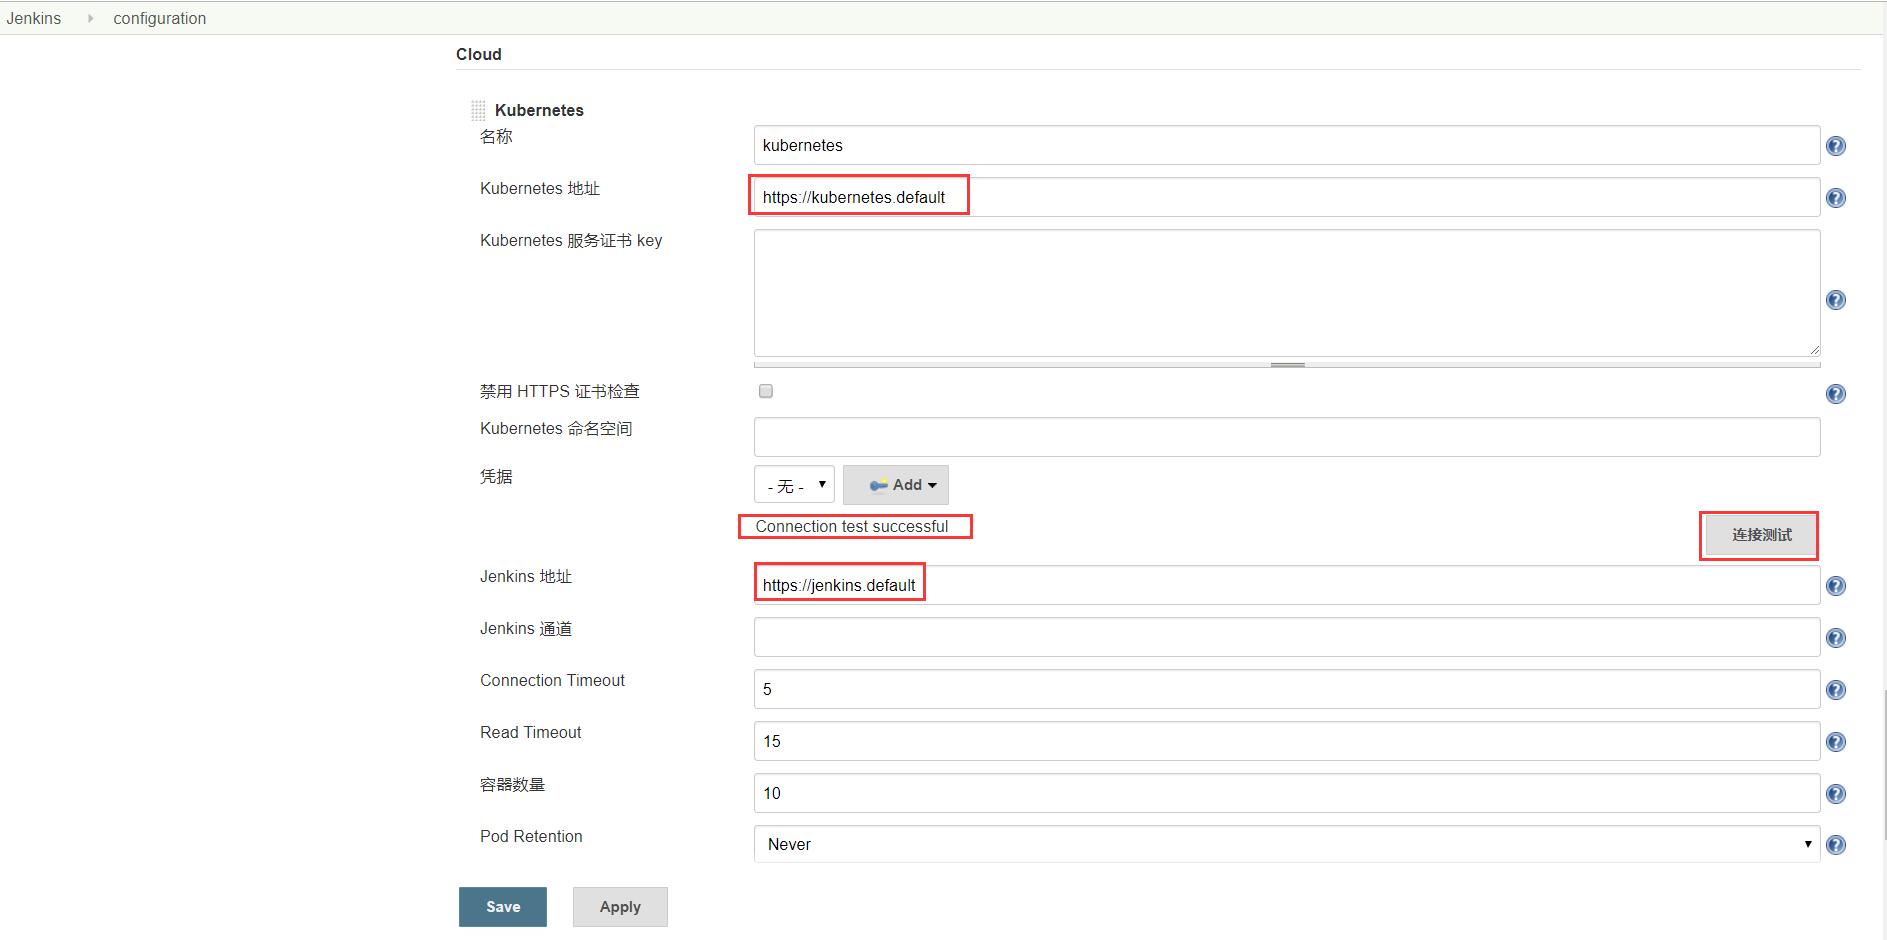 Jenkins configuration
Cloud
Kubernetes
名称
kubernetes
Kubernetes 地址
https://kubernetes.default
Kubernetes 服务证书 key
禁用 HTTPS 证书检查
Kubernetes 命名空间
凭据
- 无 -
Add
Connection test successful
连接测试
Jenkins 地址
https://jenkins.default
Jenkins 通道
Connection Timeout
5
Read Timeout
15
容器数量
10
Pod Retention
Never
Save
Apply